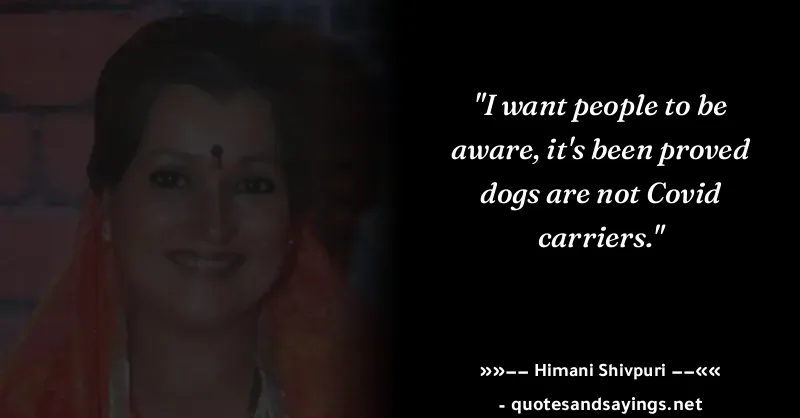 "I want people to be
aware, it's been proved
dogs are not Covid
carriers."
»»−− Himani Shivpuri −−««
- quotesandsayings.net